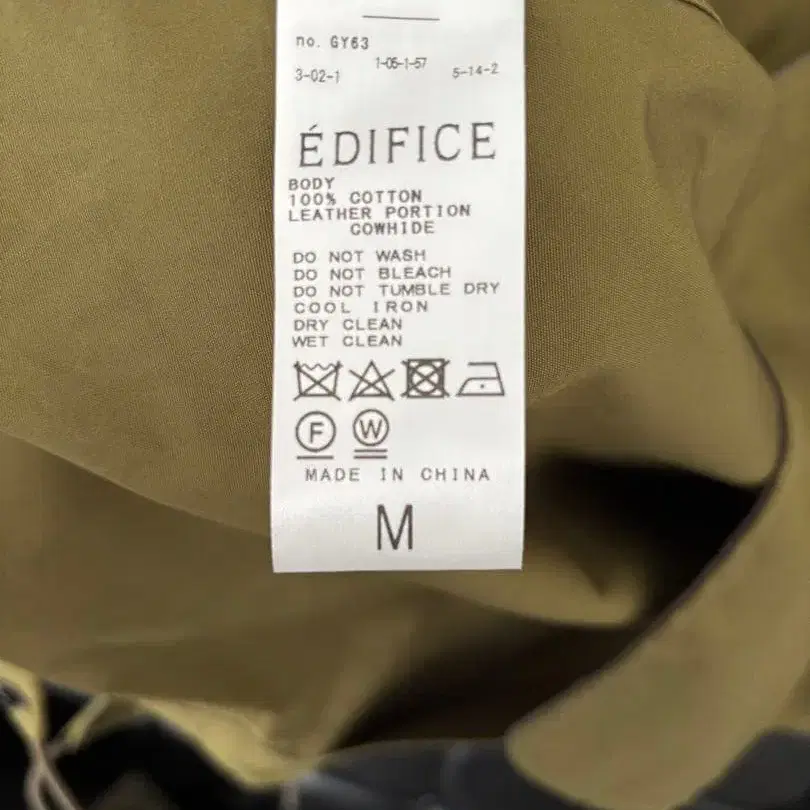 no. GY63
3-02-1 1-05-1-57 5-14-2
ÉDIFICE
BODY
100% COTTON
LEATHER PORTION
COWHIDE
DO NOT WASH
DO NOT BLEACH
DO NOT TUMBLE DRY
COOL IRON
DRY CLEAN
WET CLEAN
F W
MADE IN CHINA
M